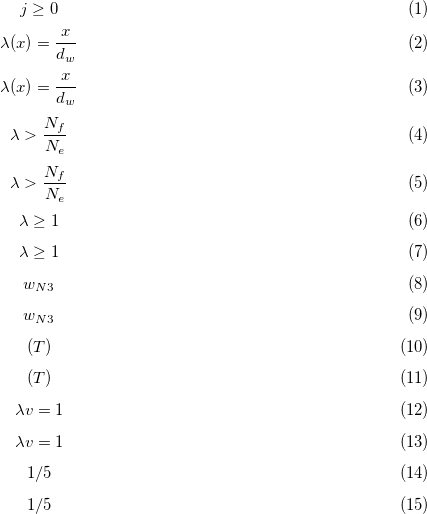 j ≥ 0 (1)
λ(x) = x/d_w (2)
λ(x) = x/d_w (3)
λ > N_f/N_e (4)
λ > N_f/N_e (5)
λ ≥ 1 (6)
λ ≥ 1 (7)
w_{N3} (8)
w_{N3} (9)
(T) (10)
(T) (11)
λv = 1 (12)
λv = 1 (13)
1/5 (14)
1/5 (15)